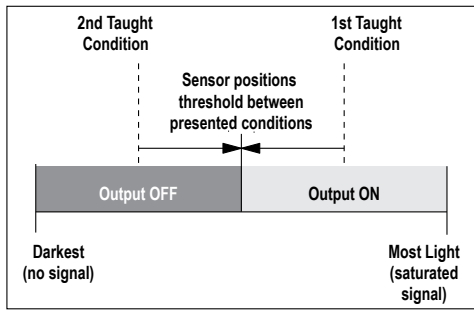 2nd Taught
Condition
1st Taught
Condition
Sensor positions
threshold between
presented conditions
Output OFF
Output ON
Darkest
(no signal)
Most Light
(saturated
signal)